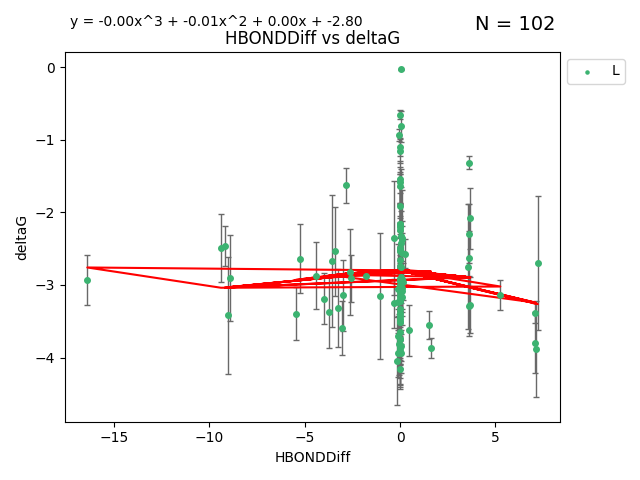 y = -0.00x^3 + -0.01x^2 + 0.00x + -2.80
N = 102
HBONDDiff vs deltaG
L
0
−1
−2
−3
−4
deltaG
−15
−10
−5
0
5
HBONDDiff